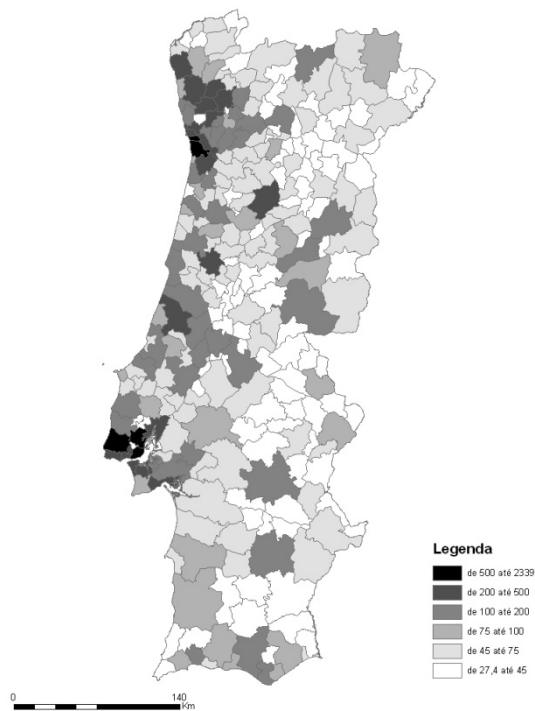 Legenda
de 500 até 2339
de 200 até 500
de 100 até 200
de 75 até 100
de 45 até 75
de 27,4 até 45
0 140
Km